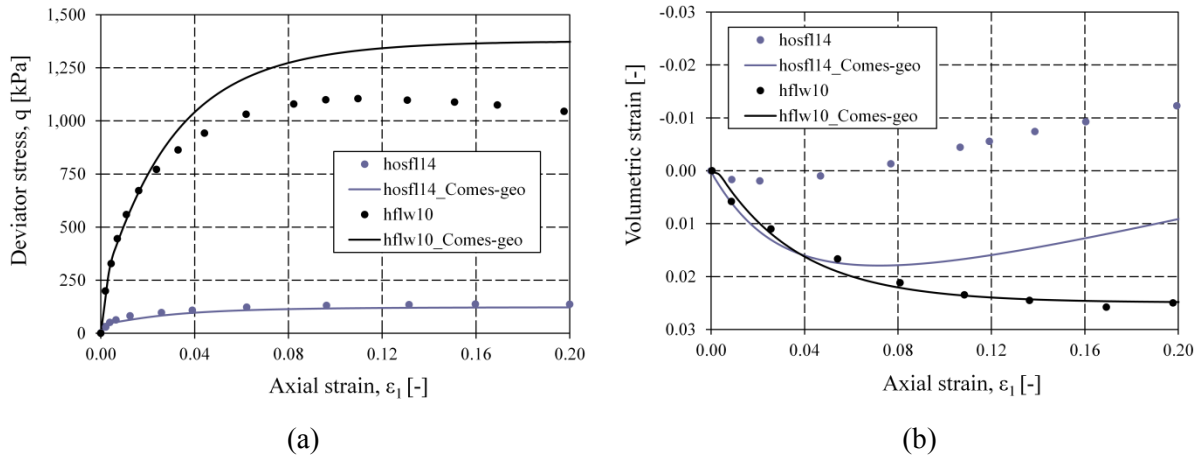 1,500
1,250
1,000
750
500
250
0
Deviator stress, q [kPa]
hosfl14
hosfl14_Comes-geo
hflw10
hflw10_Comes-geo
0.00 0.04 0.08 0.12 0.16 0.20
Axial strain, ε1 [-]
(a)
-0.03
-0.02
-0.01
0.00
0.01
0.02
0.03
Volumetric strain [-]
hosfl14
hosfl14_Comes-geo
hflw10
hflw10_Comes-geo
0.00 0.04 0.08 0.12 0.16 0.20
Axial strain, ε1 [-]
(b)